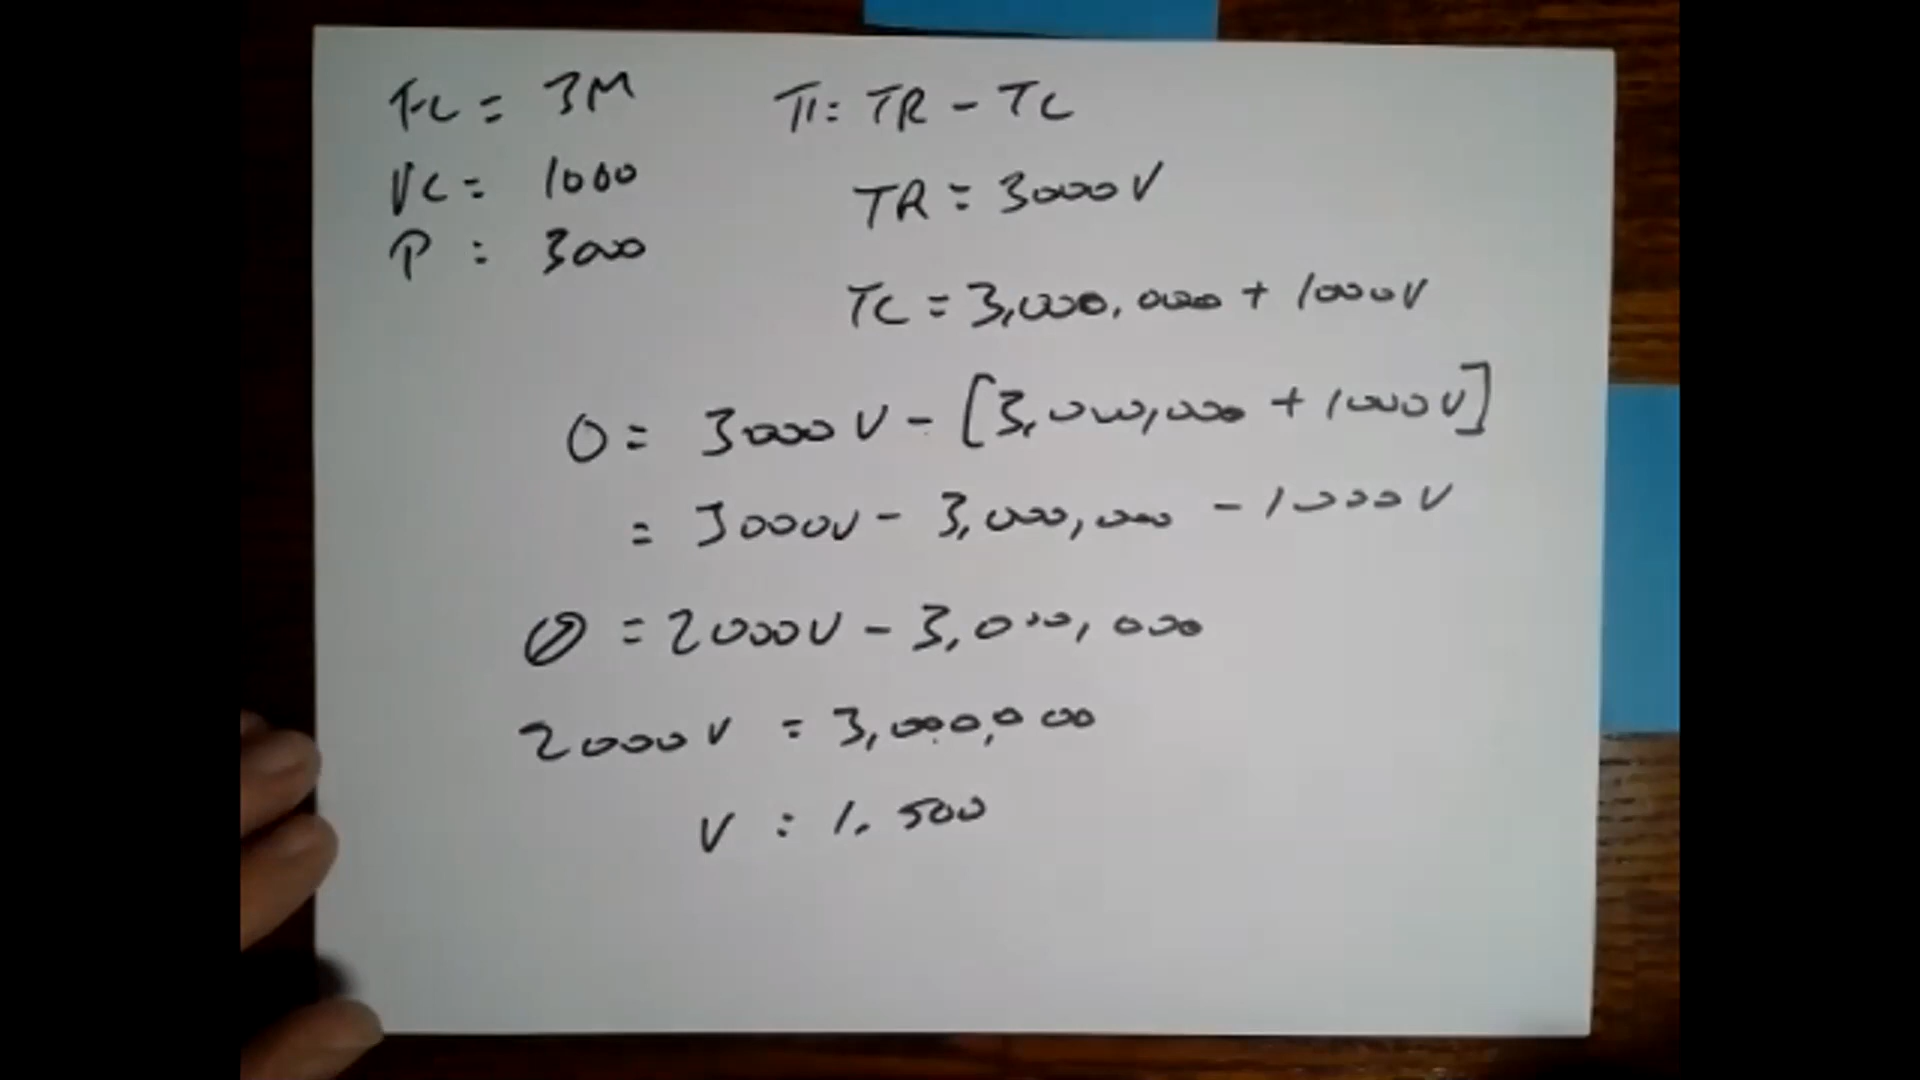 FC = 3M
VC = 1000
P : 3000
π = TR - TC
TR = 3000V
TC = 3,000,000 + 1000V
0 = 3000V - [3,000,000 + 1000V]
= 3000V - 3,000,000 - 1000V
0 = 2000V - 3,000,000
2000V = 3,000,000
V : 1,500